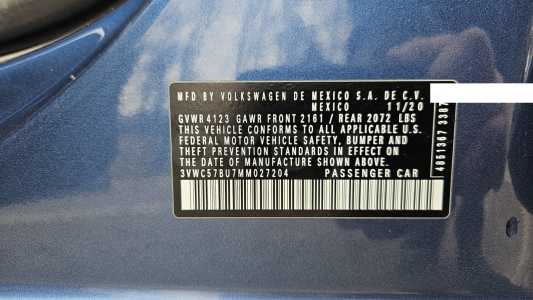 MFD BY VOLKSWAGEN DE MEXICO S.A. DE C.V.
MEXICO 11/20
GVWR 4123 GAWR FRONT 2161 / REAR 2072 LBS
THIS VEHICLE CONFORMS TO ALL APPLICABLE U.S.
FEDERAL MOTOR VEHICLE SAFETY, BUMPER AND
THEFT PREVENTION STANDARDS IN EFFECT ON
THE DATE OF MANUFACTURE SHOWN ABOVE.
3VWC57BU7MM027204 PASSENGER CAR